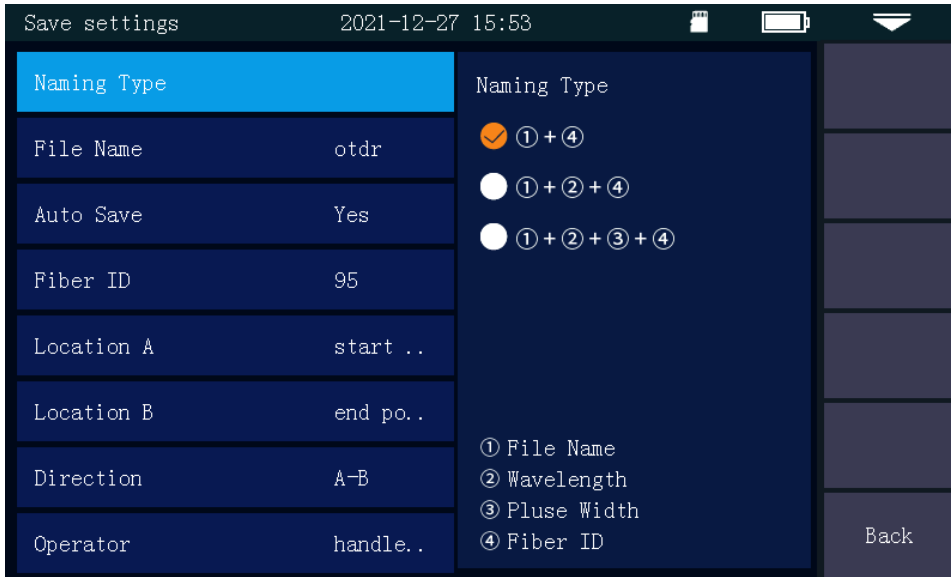 Save settings 2021-12-27 15:53
Naming Type
File Name otdr
Auto Save Yes
Fiber ID 95
Location A start ..
Location B end po..
Direction A-B
Operator handle..
Naming Type
①+④
①+②+④
①+②+③+④
① File Name
② Wavelength
③ Pluse Width
④ Fiber ID
Back